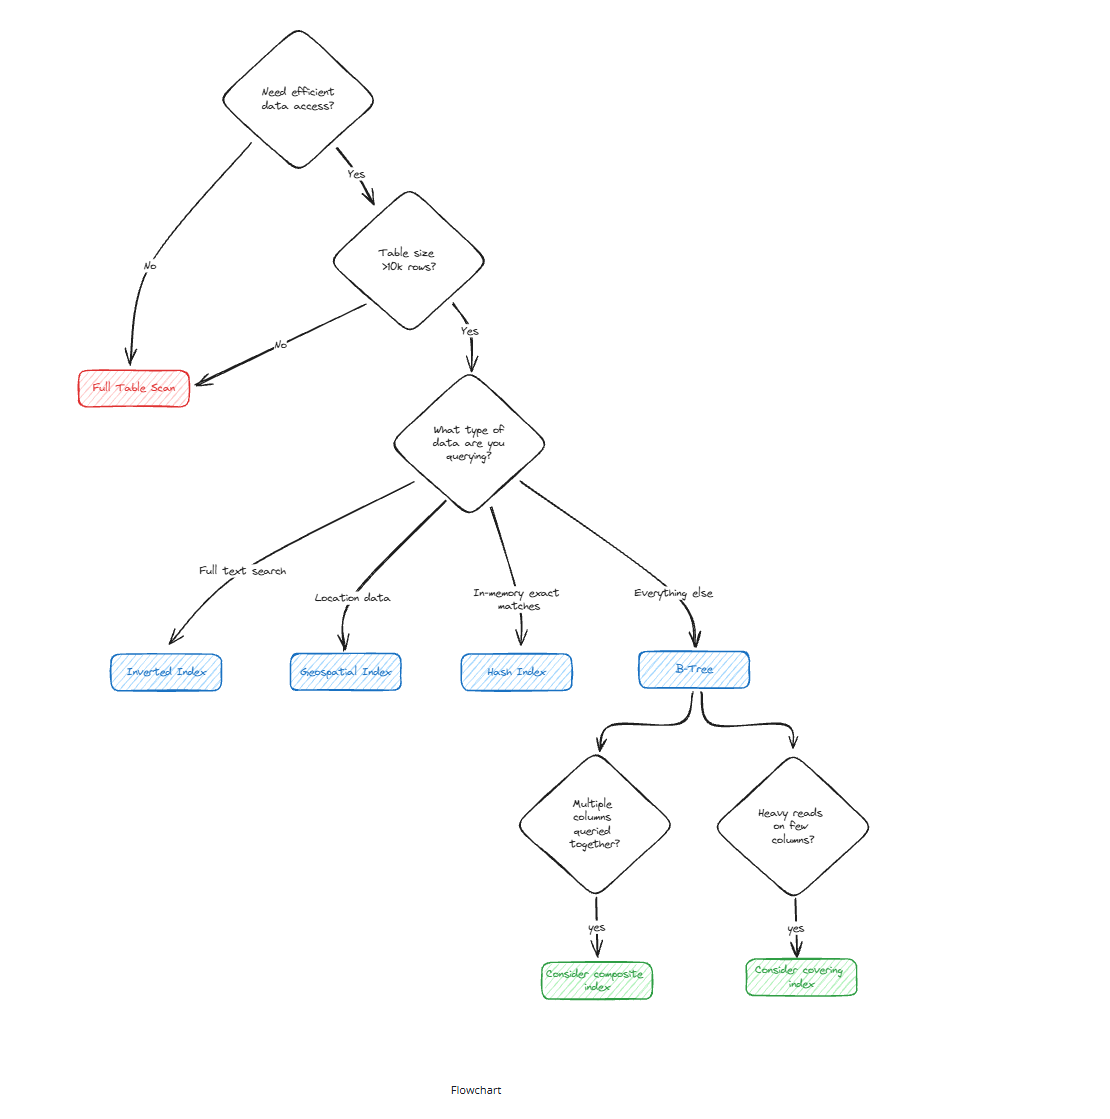 Need efficient
data access?
Yes
No
Table size
>10k rows?
Yes
No
Full Table Scan
What type of
data are you
querying?
Full text search
Location data
In-memory exact
matches
Everything else
Inverted Index
Geospatial Index
Hash Index
B-Tree
Multiple
columns
queried
together?
Heavy reads
on few
columns?
yes
yes
Consider composite
index
Consider covering
index
Flowchart